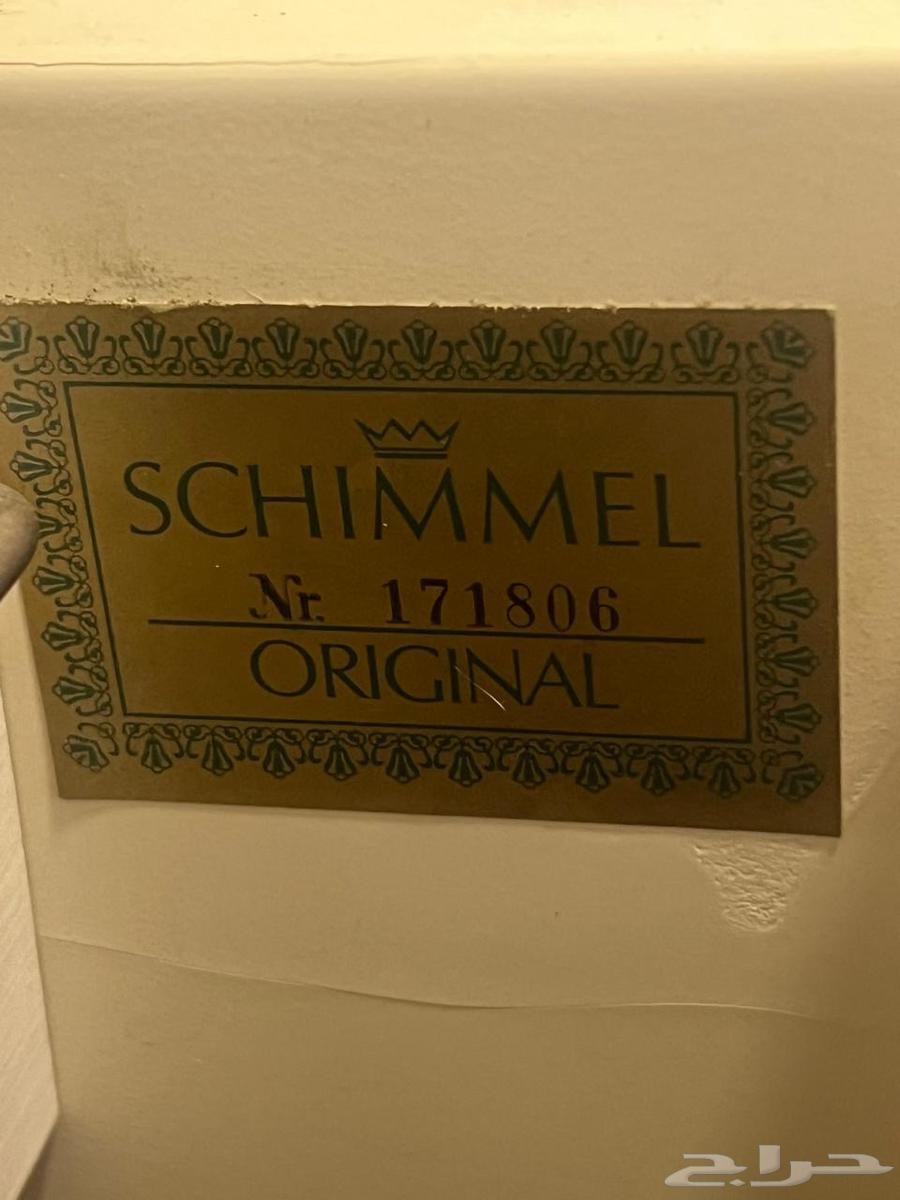 SCHIMMEL
Nr. 171806
ORIGINAL
حراج